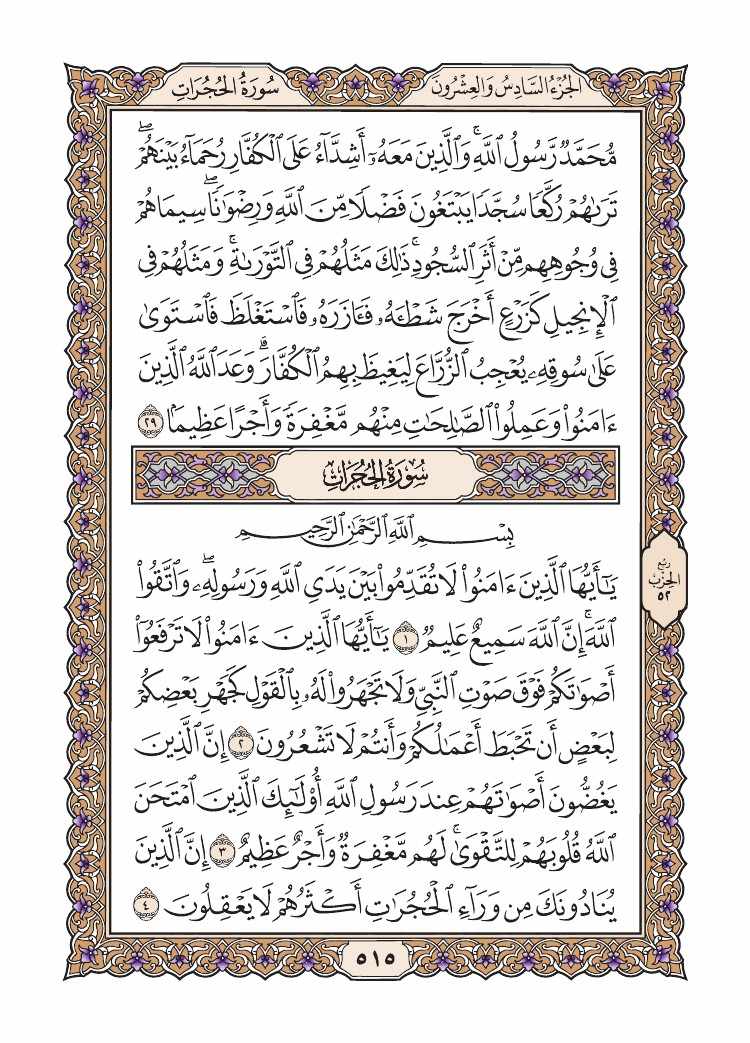 الجُزْءُ السَّادِسُ وَالعِشْرُونَ
سُورَةُ الحُجُرَاتِ
مُّحَمَّدٌ رَّسُولُ ٱللَّهِۚ وَٱلَّذِينَ مَعَهُۥٓ أَشِدَّآءُ عَلَى ٱلْكُفَّارِ رُحَمَآءُ بَيْنَهُمْۖ
تَرَىٰهُمْ رُكَّعًا سُجَّدًا يَبْتَغُونَ فَضْلًا مِّنَ ٱللَّهِ وَرِضْوَٰنًاۖ سِيمَاهُمْ
فِى وُجُوهِهِم مِّنْ أَثَرِ ٱلسُّجُودِۚ ذَٰلِكَ مَثَلُهُمْ فِى ٱلتَّوْرَىٰةِۚ وَمَثَلُهُمْ فِى
ٱلْإِنجِيلِ كَزَرْعٍ أَخْرَجَ شَطْـَٔهُۥ فَـَٔازَرَهُۥ فَٱسْتَغْلَظَ فَٱسْتَوَىٰ
عَلَىٰ سُوقِهِۦ يُعْجِبُ ٱلزُّرَّاعَ لِيَغِيظَ بِهِمُ ٱلْكُفَّارَۗ وَعَدَ ٱللَّهُ ٱلَّذِينَ
ءَامَنُوا۟ وَعَمِلُوا۟ ٱلصَّٰلِحَٰتِ مِنْهُم مَّغْفِرَةً وَأَجْرًا عَظِيمًۢا ٢٩
سُورَةُ الحُجُرَاتِ
بِسْمِ ٱللَّهِ ٱلرَّحْمَٰنِ ٱلرَّحِيمِ
يَٰٓأَيُّهَا ٱلَّذِينَ ءَامَنُوا۟ لَا تُقَدِّمُوا۟ بَيْنَ يَدَىِ ٱللَّهِ وَرَسُولِهِۦۖ وَٱتَّقُوا۟
ٱللَّهَۚ إِنَّ ٱللَّهَ سَمِيعٌ عَلِيمٌ ١ يَٰٓأَيُّهَا ٱلَّذِينَ ءَامَنُوا۟ لَا تَرْفَعُوٓا۟
أَصْوَٰتَكُمْ فَوْقَ صَوْتِ ٱلنَّبِىِّ وَلَا تَجْهَرُوا۟ لَهُۥ بِٱلْقَوْلِ كَجَهْرِ بَعْضِكُمْ
لِبَعْضٍ أَن تَحْبَطَ أَعْمَٰلُكُمْ وَأَنتُمْ لَا تَشْعُرُونَ ٢ إِنَّ ٱلَّذِينَ
يَغُضُّونَ أَصْوَٰتَهُمْ عِندَ رَسُولِ ٱللَّهِ أُو۟لَٰٓئِكَ ٱلَّذِينَ ٱمْتَحَنَ
ٱللَّهُ قُلُوبَهُمْ لِلتَّقْوَىٰۚ لَهُم مَّغْفِرَةٌ وَأَجْرٌ عَظِيمٌ ٣ إِنَّ ٱلَّذِينَ
يُنَادُونَكَ مِن وَرَآءِ ٱلْحُجُرَٰتِ أَكْثَرُهُمْ لَا يَعْقِلُونَ ٤
رُبُع
الحِزْب
٥٢
٥١٥